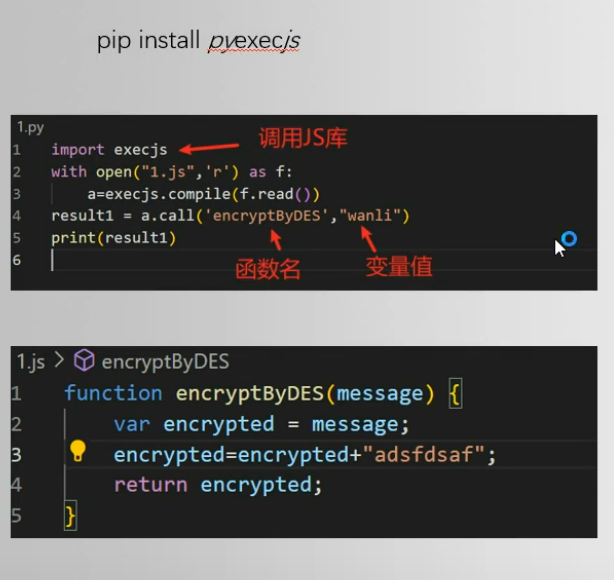 pip install pyexecjs
1.py
1 import execjs
调用JS库
2 with open("1.js",'r') as f:
3 a=execjs.compile(f.read())
4 result1 = a.call('encryptByDES',"wanli")
5 print(result1)
6
函数名
变量值
1.js > encryptByDES
1 function encryptByDES(message) {
2 var encrypted = message;
3 encrypted=encrypted+"adsfdsaf";
4 return encrypted;
5 }